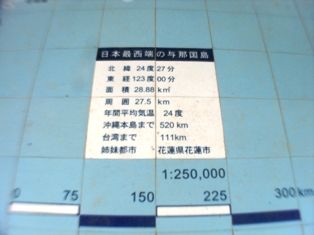 日本最西端の与那国島
北緯 24度27分
東経123度00分
面積 28.88 k㎡
周囲 27.5 km
年間平均気温 24度
沖縄本島まで 520 km
台湾まで 111km
姉妹都市 花蓮県花蓮市
1:250,000
0 75 150 225 300 km